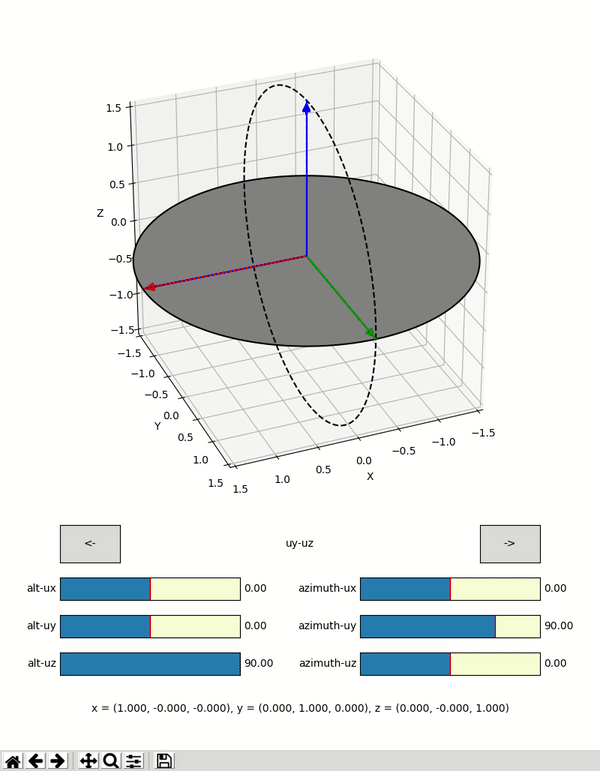 1.5
1.0
Z
0.5
0.0
−0.5
−1.0
−1.5
−1.5
−1.0
−0.5
0.0
Y
0.5
1.0
1.5
1.5
1.0
0.5
0.0
−0.5
−1.0
−1.5
X
<- uy-uz ->
alt-ux 0.00 azimuth-ux 0.00
alt-uy 0.00 azimuth-uy 90.00
alt-uz 90.00 azimuth-uz 0.00
x = (1.000, -0.000, -0.000), y = (0.000, 1.000, 0.000), z = (0.000, -0.000, 1.000)